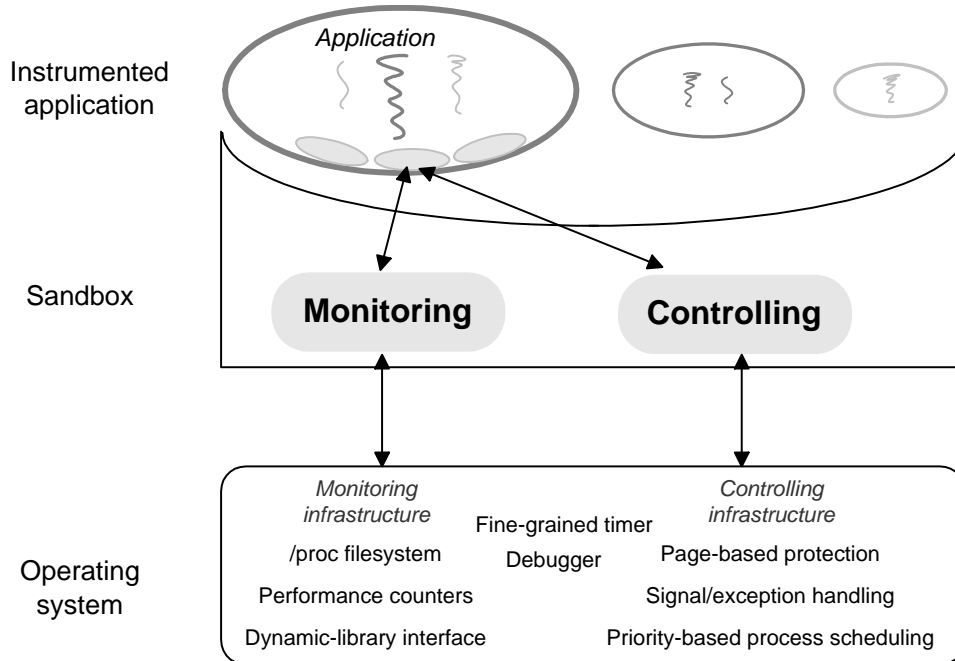 Application
Instrumented
application
Sandbox
Monitoring
Controlling
Operating
system
Monitoring
infrastructure
Controlling
infrastructure
Fine-grained timer
Debugger
/proc filesystem
Page-based protection
Performance counters
Signal/exception handling
Dynamic-library interface
Priority-based process scheduling